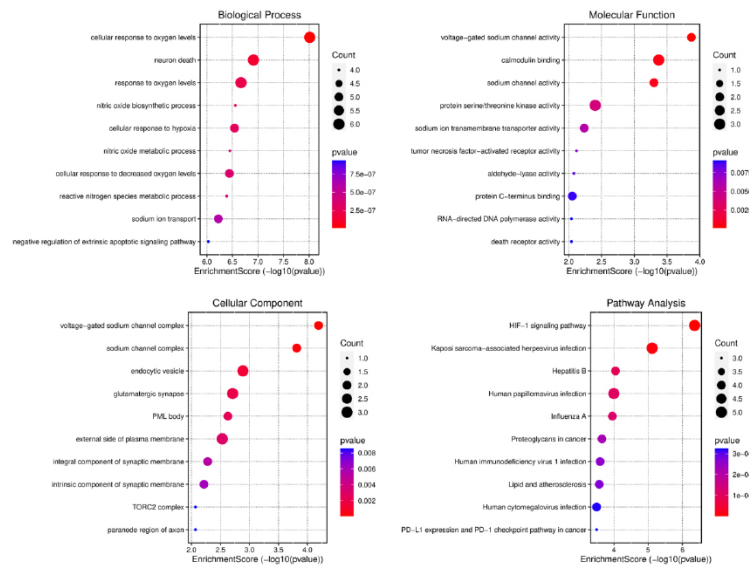 Biological Process
cellular response to oxygen levels
neuron death
response to oxygen levels
nitric oxide biosynthetic process
cellular response to hypoxia
nitric oxide metabolic process
cellular response to decreased oxygen levels
reactive nitrogen species metabolic process
sodium ion transport
negative regulation of extrinsic apoptotic signaling pathway
6.0 6.5 7.0 7.5 8.0
EnrichmentScore (-log10(pvalue))
Count
4.0
4.5
5.0
5.5
6.0
pvalue
7.5e-07
5.0e-07
2.5e-07
Molecular Function
voltage-gated sodium channel activity
calmodulin binding
sodium channel activity
protein serine/threonine kinase activity
sodium ion transmembrane transporter activity
tumor necrosis factor-activated receptor activity
aldehyde-lyase activity
protein C-terminus binding
RNA-directed DNA polymerase activity
death receptor activity
2.0 2.5 3.0 3.5 4.0
EnrichmentScore (-log10(pvalue))
Count
1.0
1.5
2.0
2.5
3.0
pvalue
0.0075
0.0050
0.0025
Cellular Component
voltage-gated sodium channel complex
sodium channel complex
endocytic vesicle
glutamatergic synapse
PML body
external side of plasma membrane
integral component of synaptic membrane
intrinsic component of synaptic membrane
TORC2 complex
paranode region of axon
2.0 2.5 3.0 3.5 4.0
EnrichmentScore (-log10(pvalue))
Count
1.0
1.5
2.0
2.5
3.0
pvalue
0.008
0.006
0.004
0.002
Pathway Analysis
HIF-1 signaling pathway
Kaposi sarcoma-associated herpesvirus infection
Hepatitis B
Human papillomavirus infection
Influenza A
Proteoglycans in cancer
Human immunodeficiency virus 1 infection
Lipid and atherosclerosis
Human cytomegalovirus infection
PD-L1 expression and PD-1 checkpoint pathway in cancer
4 5 6
EnrichmentScore (-log10(pvalue))
Count
3.0
3.5
4.0
4.5
5.0
pvalue
3e-0
2e-0
1e-0